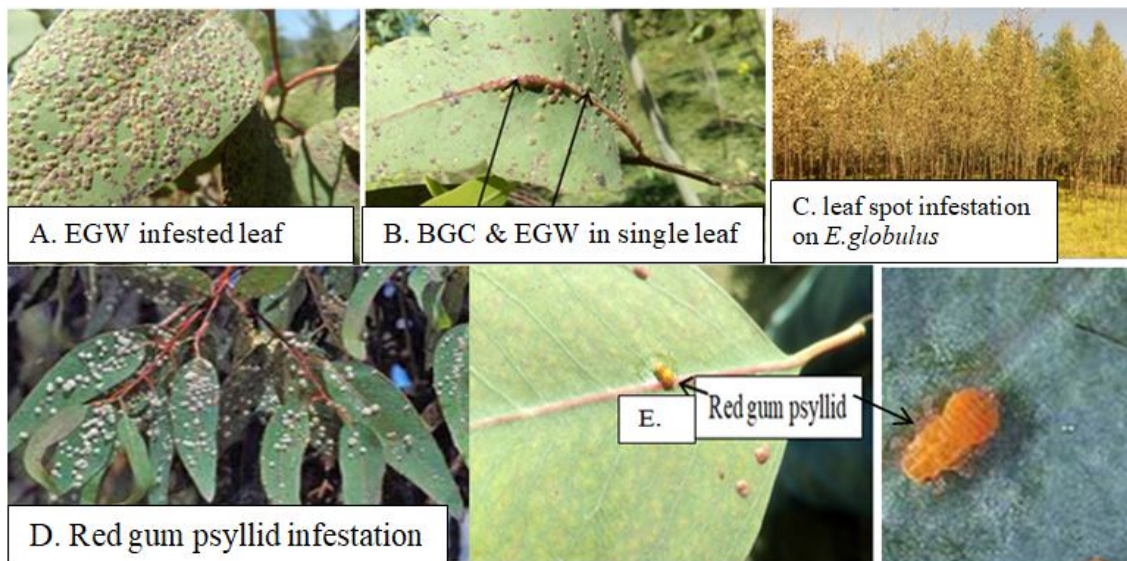 A. EGW infested leaf
B. BGC & EGW in single leaf
C. leaf spot infestation
on E.globulus
D. Red gum psyllid infestation
E.
Red gum psyllid